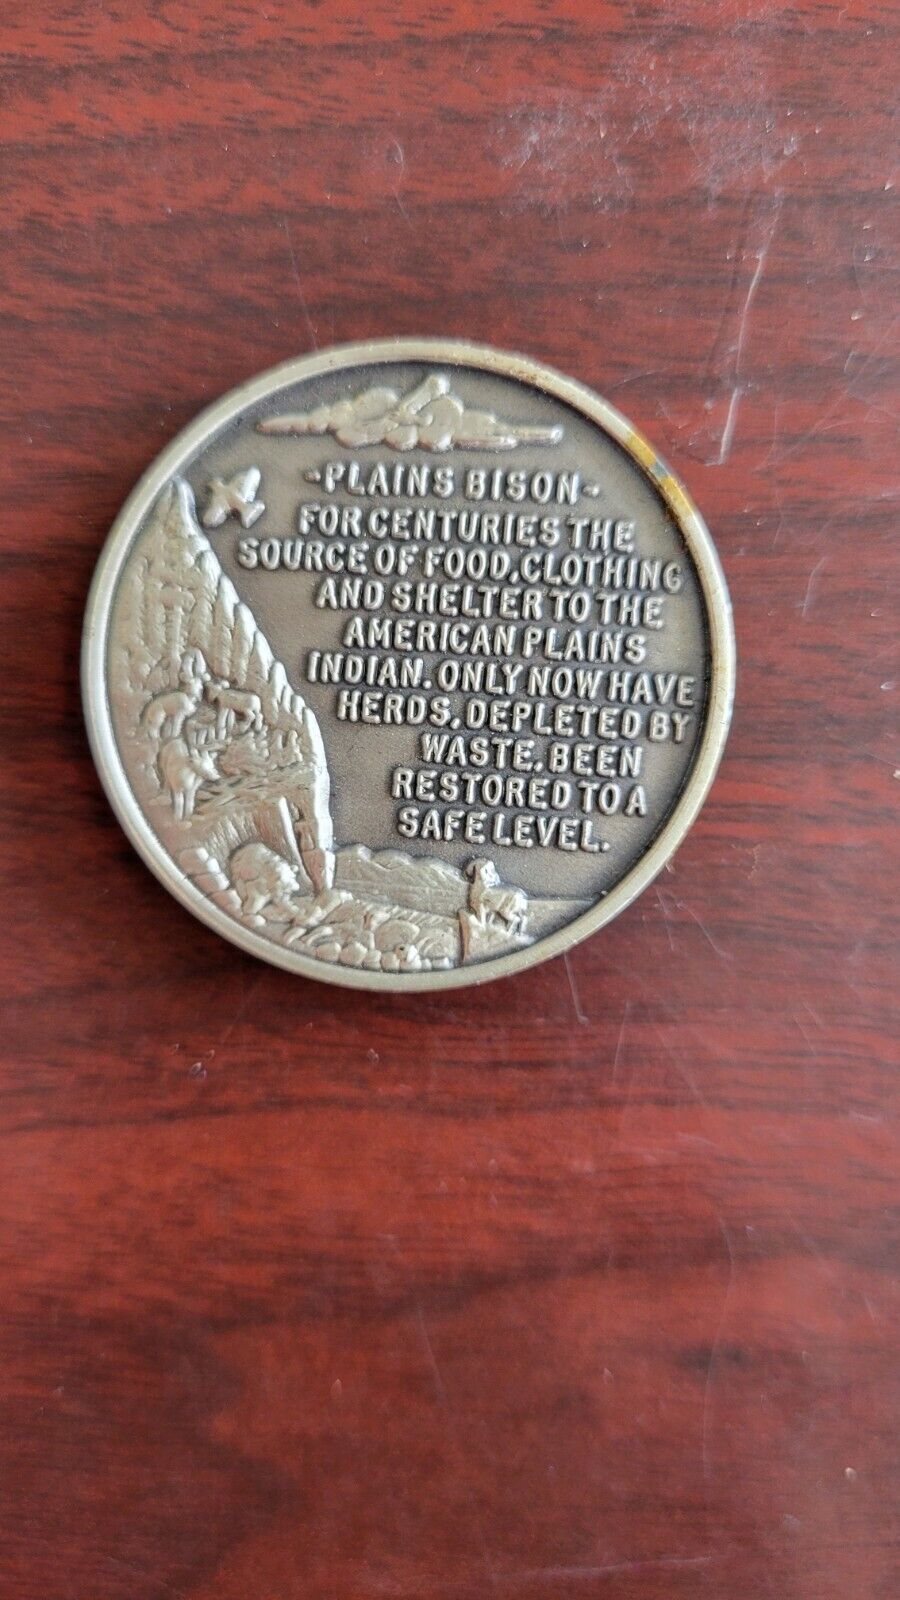 -PLAINS BISON-
FOR CENTURIES THE
SOURCE OF FOOD, CLOTHING
AND SHELTER TO THE
AMERICAN PLAINS
INDIAN. ONLY NOW HAVE
HERDS, DEPLETED BY
WASTE, BEEN
RESTORED TO A
SAFE LEVEL.